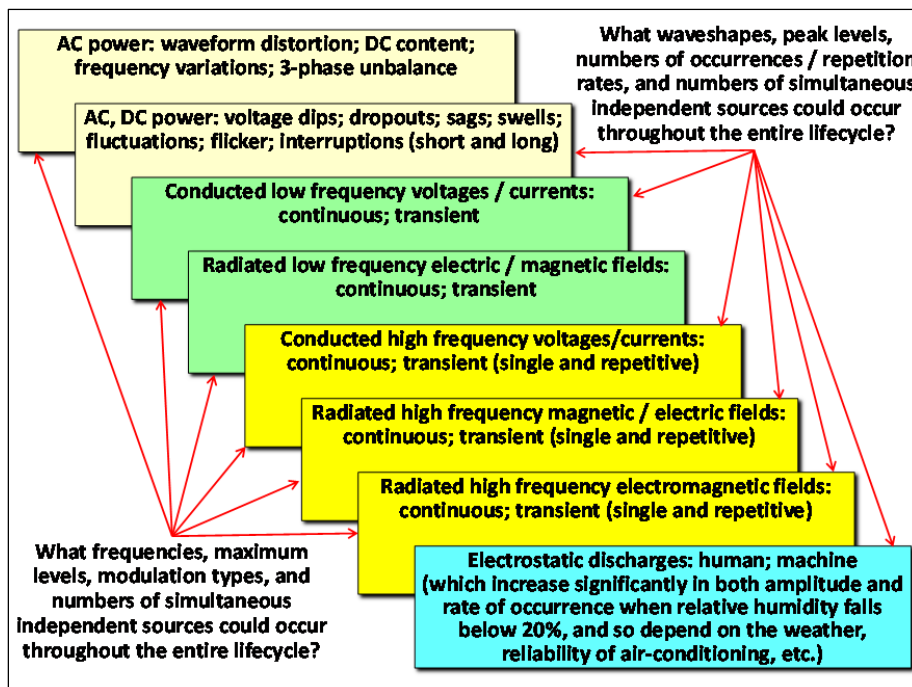 AC power: waveform distortion; DC content;
frequency variations; 3-phase unbalance
What waveshapes, peak levels,
numbers of occurrences / repetition
rates, and numbers of simultaneous
independent sources could occur
throughout the entire lifecycle?
AC, DC power: voltage dips; dropouts; sags; swells;
fluctuations; flicker; interruptions (short and long)
Conducted low frequency voltages / currents:
continuous; transient
Radiated low frequency electric / magnetic fields:
continuous; transient
Conducted high frequency voltages/currents:
continuous; transient (single and repetitive)
Radiated high frequency magnetic / electric fields:
continuous; transient (single and repetitive)
Radiated high frequency electromagnetic fields:
continuous; transient (single and repetitive)
What frequencies, maximum
levels, modulation types, and
numbers of simultaneous
independent sources could occur
throughout the entire lifecycle?
Electrostatic discharges: human; machine
(which increase significantly in both amplitude and
rate of occurrence when relative humidity falls
below 20%, and so depend on the weather,
reliability of air-conditioning, etc.)